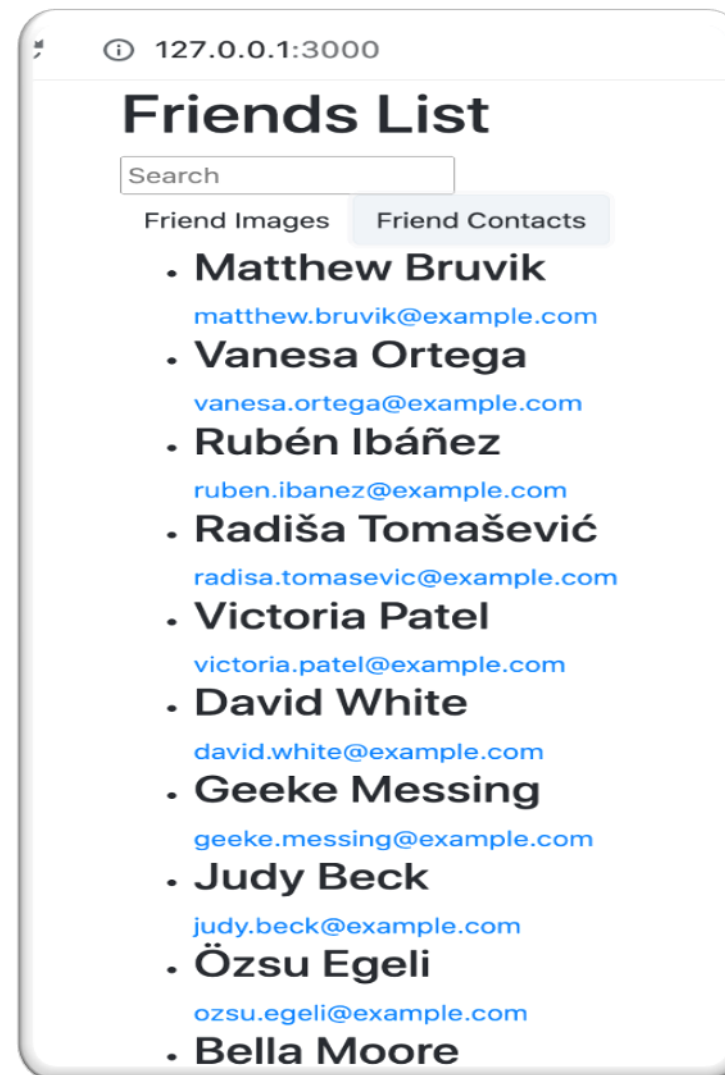 127.0.0.1:3000
Friends List
Search
Friend Images Friend Contacts
• Matthew Bruvik
matthew.bruvik@example.com
• Vanesa Ortega
vanesa.ortega@example.com
• Rubén Ibáñez
ruben.ibanez@example.com
• Radiša Tomašević
radisa.tomasevic@example.com
• Victoria Patel
victoria.patel@example.com
• David White
david.white@example.com
• Geeke Messing
geeke.messing@example.com
• Judy Beck
judy.beck@example.com
• Özsu Egeli
ozsu.egeli@example.com
• Bella Moore